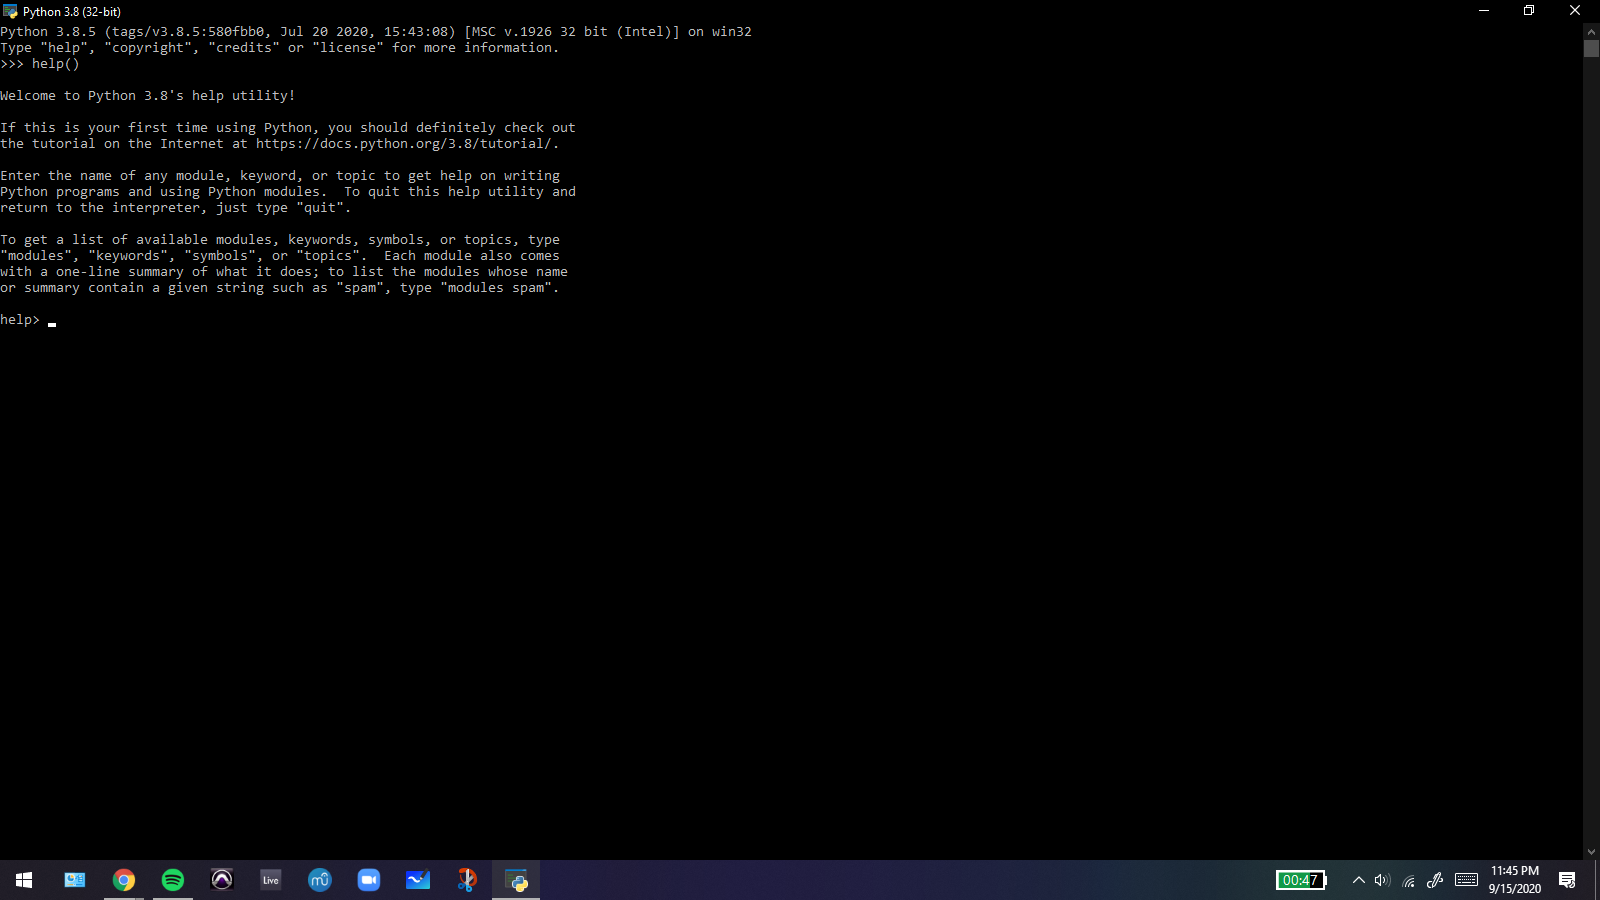 Python 3.8 (32-bit)
Python 3.8.5 (tags/v3.8.5:580fbb0, Jul 20 2020, 15:43:08) [MSC v.1926 32 bit (Intel)] on win32
Type "help", "copyright", "credits" or "license" for more information.
>>> help()
Welcome to Python 3.8's help utility!
If this is your first time using Python, you should definitely check out
the tutorial on the Internet at https://docs.python.org/3.8/tutorial/.
Enter the name of any module, keyword, or topic to get help on writing
Python programs and using Python modules.  To quit this help utility and
return to the interpreter, just type "quit".
To get a list of available modules, keywords, symbols, or topics, type
"modules", "keywords", "symbols", or "topics".  Each module also comes
with a one-line summary of what it does; to list the modules whose name
or summary contain a given string such as "spam", type "modules spam".
help>
Live
mū
00:47
11:45 PM
9/15/2020